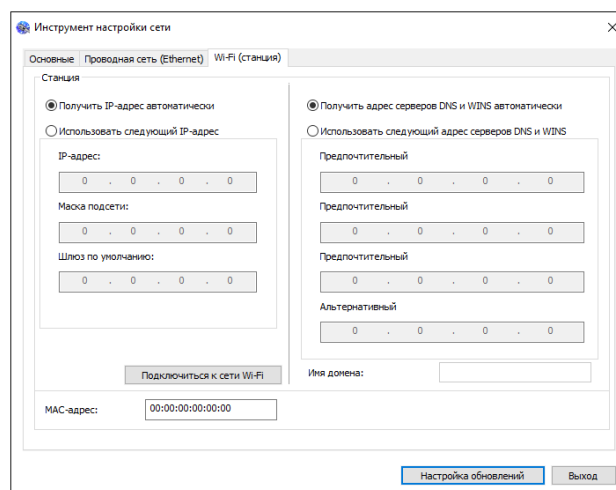 Инструмент настройки сети
Основные Проводная сеть (Ethernet) Wi-Fi (станция)
Станция
Получить IP-адрес автоматически
Использовать следующий IP-адрес
IP-адрес:
0 . 0 . 0 . 0
Маска подсети:
0 . 0 . 0 . 0
Шлюз по умолчанию:
0 . 0 . 0 . 0
Подключиться к сети Wi-Fi
Получить адрес серверов DNS и WINS автоматически
Использовать следующий адрес серверов DNS и WINS
Предпочтительный
0 . 0 . 0 . 0
Предпочтительный
0 . 0 . 0 . 0
Предпочтительный
0 . 0 . 0 . 0
Альтернативный
0 . 0 . 0 . 0
Имя домена:
MAC-адрес: 00:00:00:00:00:00
Настройка обновлений Выход